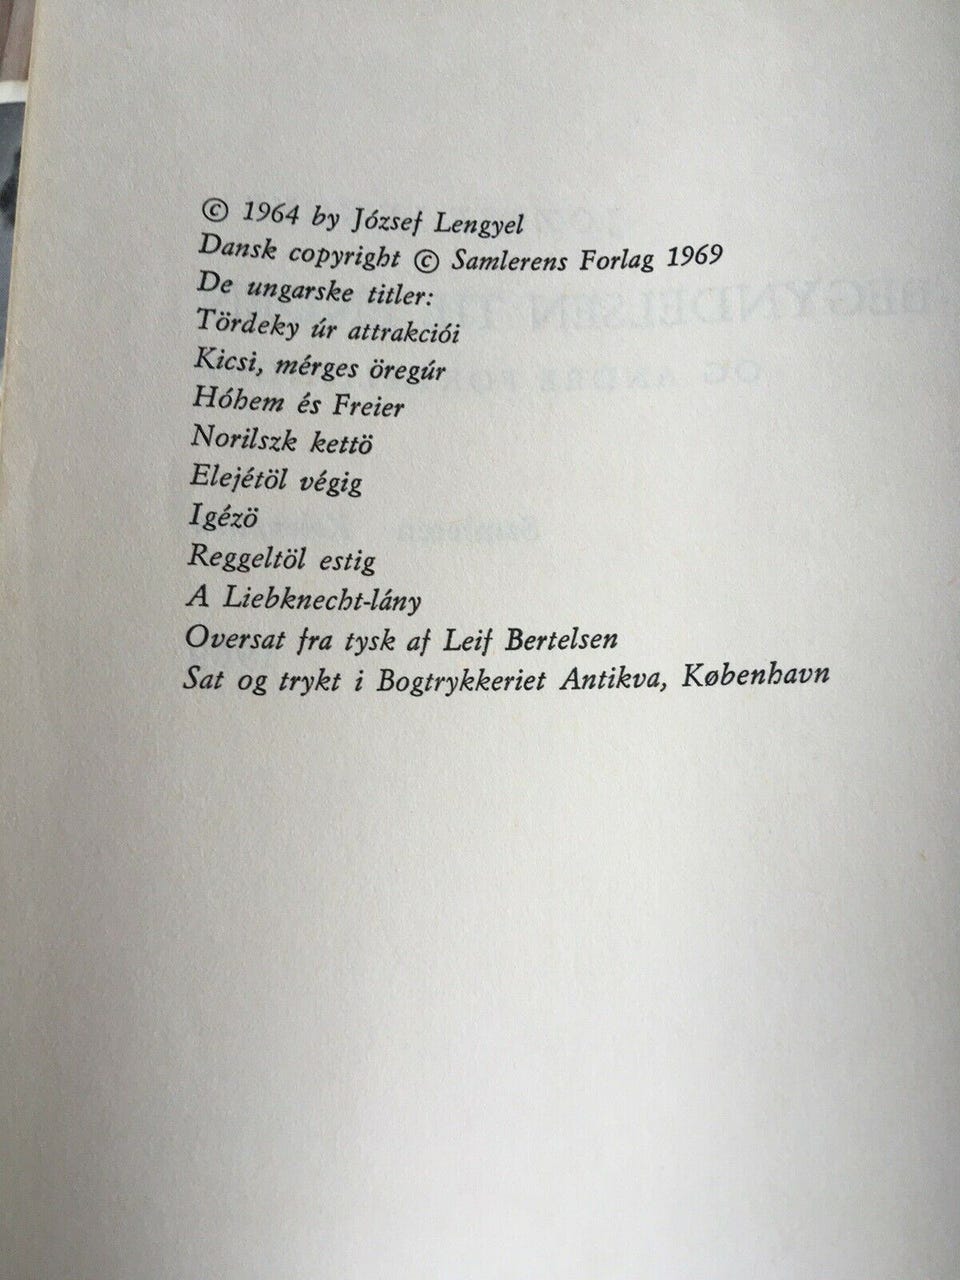 © 1964 by József Lengyel
Dansk copyright © Samlerens Forlag 1969
De ungarske titler:
Tördeky úr attrakciói
Kicsi, mérges öregúr
Hóhem és Freier
Norilszk kettö
Elejétöl végig
Igézö
Reggeltöl estig
A Liebknecht-lány
Oversat fra tysk af Leif Bertelsen
Sat og trykt i Bogtrykkeriet Antikva, København